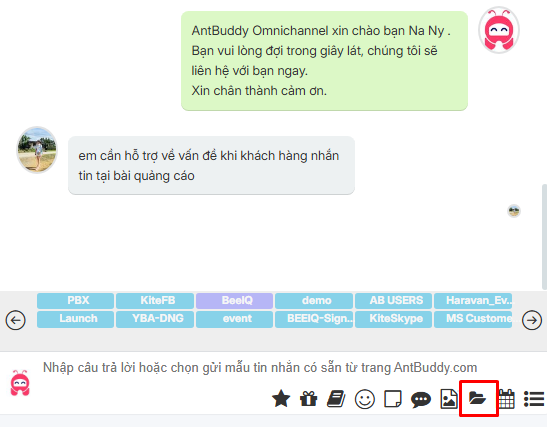 AntBuddy Omnichannel xin chào bạn Na Ny .
Bạn vui lòng đợi trong giây lát, chúng tôi sẽ
liên hệ với bạn ngay.
Xin chân thành cảm ơn.
em cần hỗ trợ về vấn đề khi khách hàng nhắn
tin tại bài quảng cáo
PBX KiteFB BeeIQ demo AB USERS Haravan_Ev..
Launch YBA-DNG event BEEIQ-Sign.. KiteSkype MS Custome
Nhập câu trả lời hoặc chọn gửi mẫu tin nhắn có sẵn từ trang AntBuddy.com